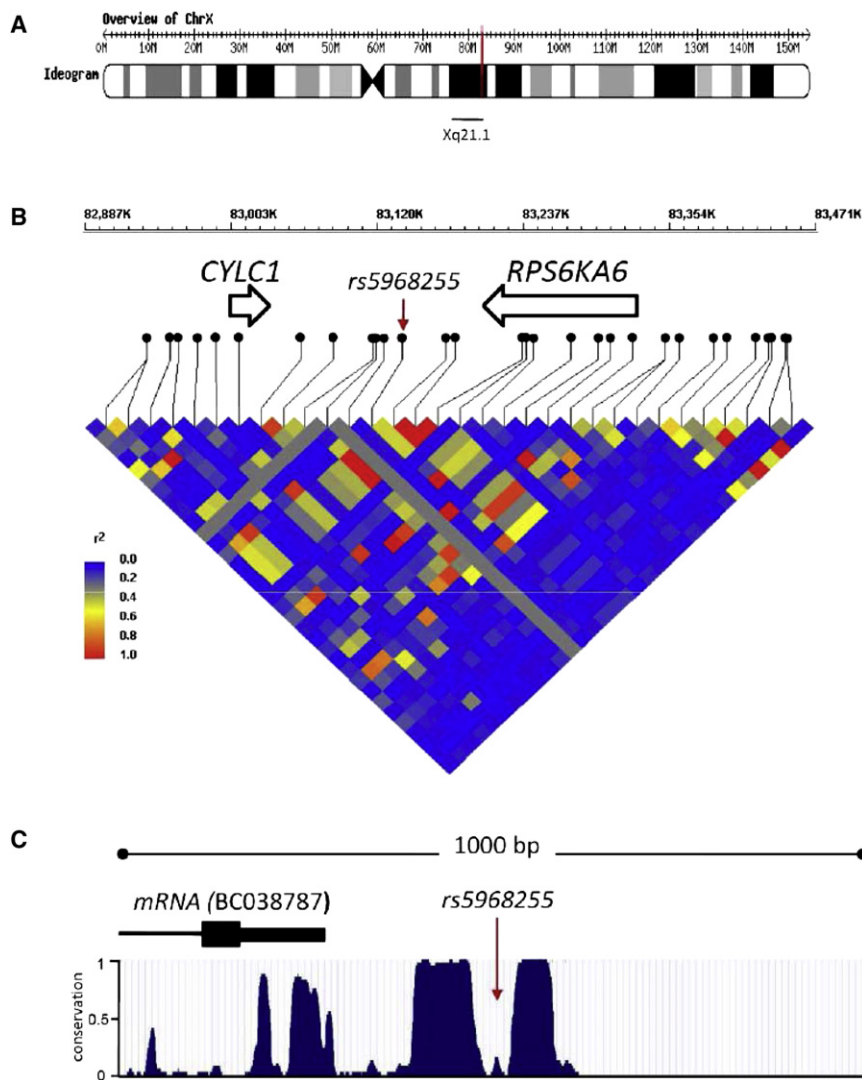 A
Overview of ChrX
0M 10M 20M 30M 40M 50M 60M 70M 80M 90M 100M 110M 120M 130M 140M 150M
Ideogram
Xq21.1
B
82,887K 83,003K 83,120K 83,237K 83,354K 83,471K
CYLC1 rs5968255 RPS6KA6
r2
0.0
0.2
0.4
0.6
0.8
1.0
C
1000 bp
mRNA (BC038787) rs5968255
conservation
1
0.5
0